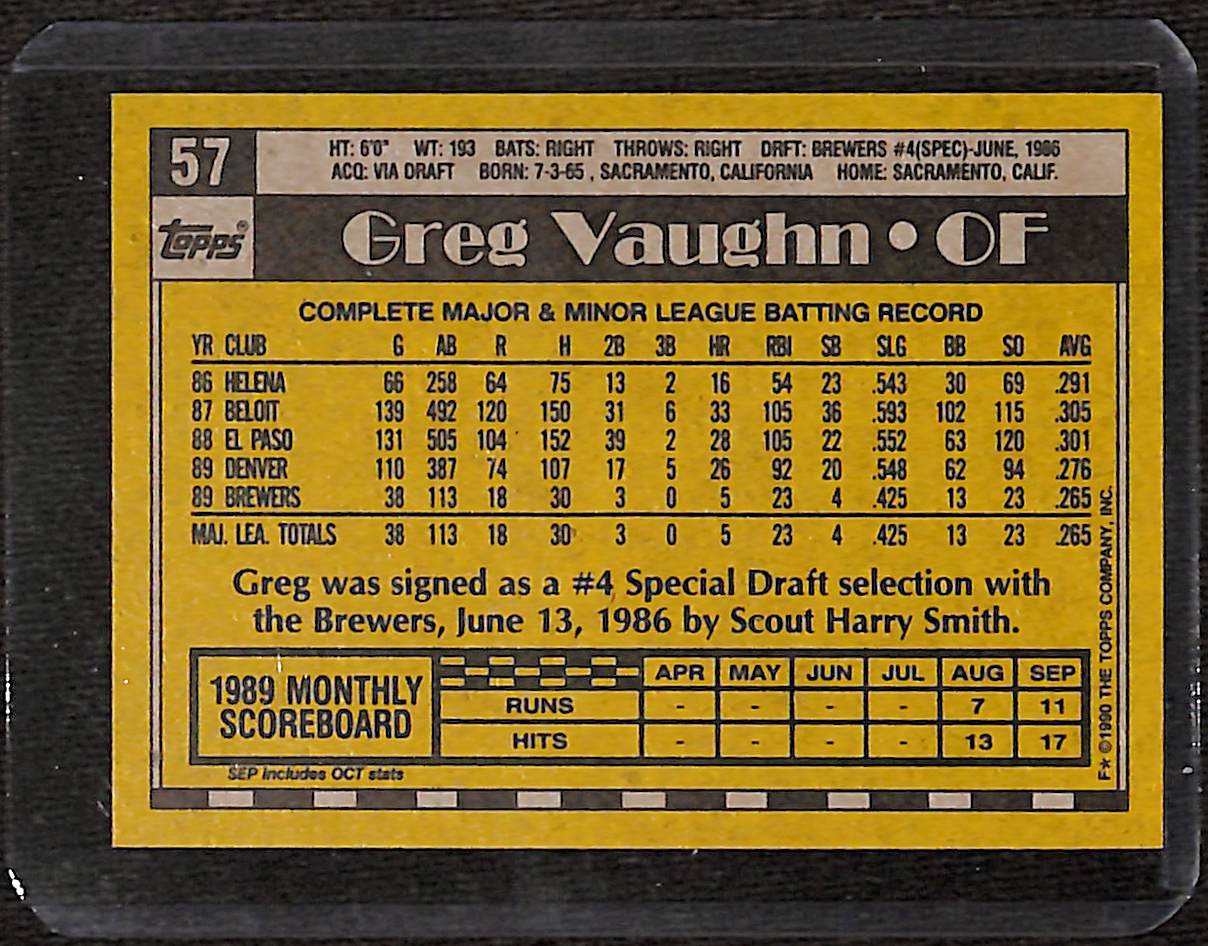 57
HT: 6'0" WT: 193 BATS: RIGHT THROWS: RIGHT DRFT: BREWERS #4(SPEC)-JUNE, 1986
ACQ: VIA DRAFT BORN: 7-3-65 , SACRAMENTO, CALIFORNIA HOME: SACRAMENTO, CALIF.
topps®
Greg Vaughn • OF
COMPLETE MAJOR & MINOR LEAGUE BATTING RECORD
YR CLUB G AB R H 2B 3B HR RBI SB SLG BB SO AVG
86 HELENA 66 258 64 75 13 2 16 54 23 .543 30 69 .291
87 BELOIT 139 492 120 150 31 6 33 105 36 .593 102 115 .305
88 EL PASO 131 505 104 152 39 2 28 105 22 .552 63 120 .301
89 DENVER 110 387 74 107 17 5 26 92 20 .548 62 94 .276
89 BREWERS 38 113 18 30 3 0 5 23 4 .425 13 23 .265
MAJ. LEA. TOTALS 38 113 18 30 3 0 5 23 4 .425 13 23 .265
Greg was signed as a #4 Special Draft selection with
the Brewers, June 13, 1986 by Scout Harry Smith.
1989 MONTHLY
SCOREBOARD
APR MAY JUN JUL AUG SEP
RUNS - - - - 7 11
HITS - - - - 13 17
SEP includes OCT stats
F* ©1990 THE TOPPS COMPANY, INC.